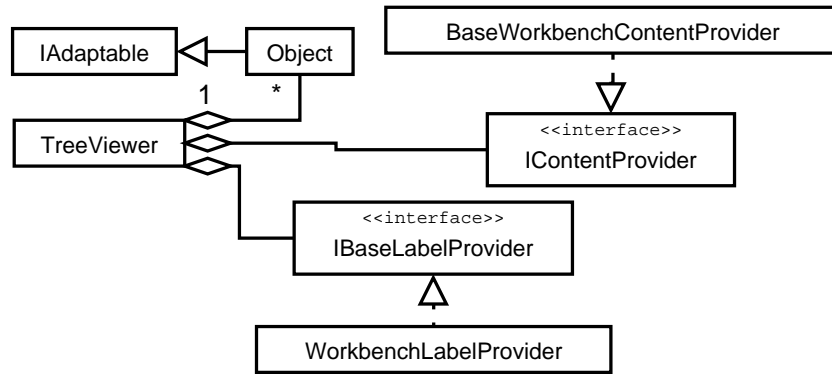 BaseWorkbenchContentProvider
IAdaptable
Object
1
*
<<interface>>
IContentProvider
TreeViewer
<<interface>>
IBaseLabelProvider
WorkbenchLabelProvider